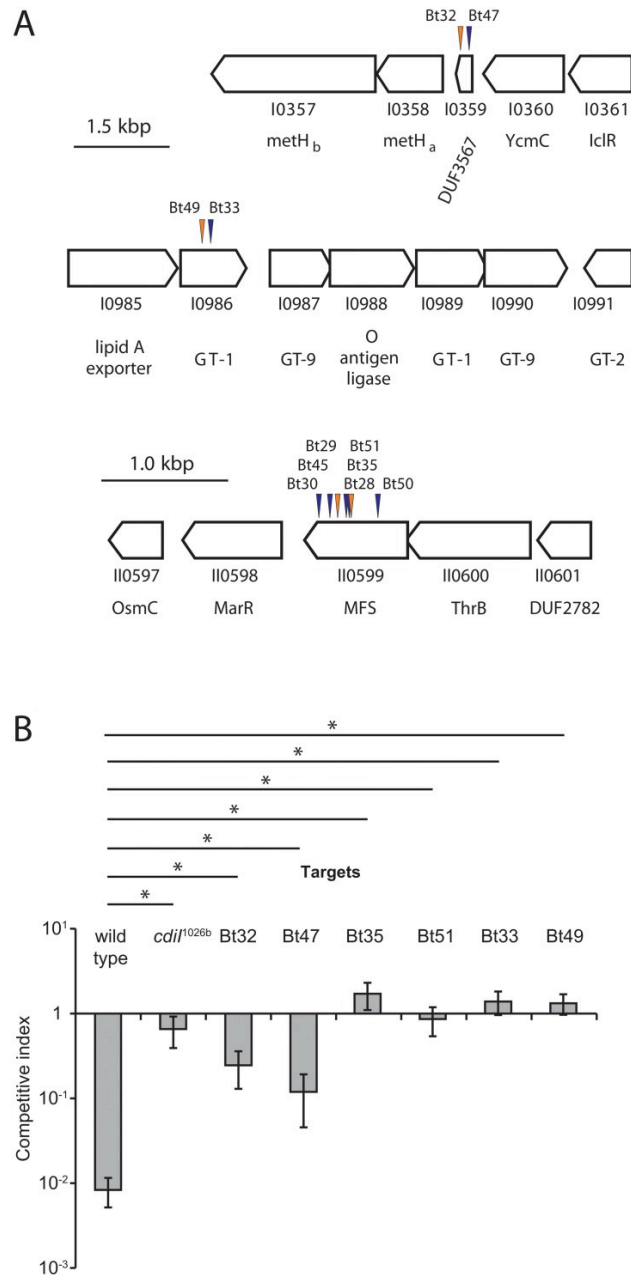 A
Bt32 Bt47
I0357 I0358 I0359 I0360 I0361
metH b metH a DUF3567 YcmC IclR
1.5 kbp
Bt49 Bt33
I0985 I0986 I0987 I0988 I0989 I0990 I0991
lipid A exporter GT-1 GT-9 O antigen ligase GT-1 GT-9 GT-2
1.0 kbp
Bt29 Bt51
Bt45 Bt35
Bt30 Bt28 Bt50
II0597 II0598 II0599 II0600 II0601
OsmC MarR MFS ThrB DUF2782
B
*
*
*
*
*
*
*
Targets
wild type cdiI1026b Bt32 Bt47 Bt35 Bt51 Bt33 Bt49
Competitive index
10^1
1
10^-1
10^-2
10^-3